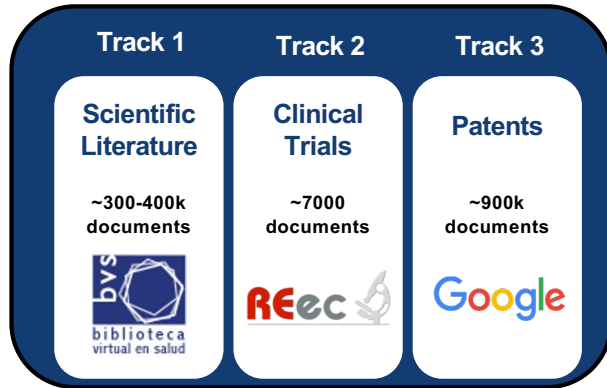 Track 1
Scientific
Literature
~300-400k
documents
bvs
biblioteca
virtual en salud
Track 2
Clinical
Trials
~7000
documents
REec
Track 3
Patents
~900k
documents
Google